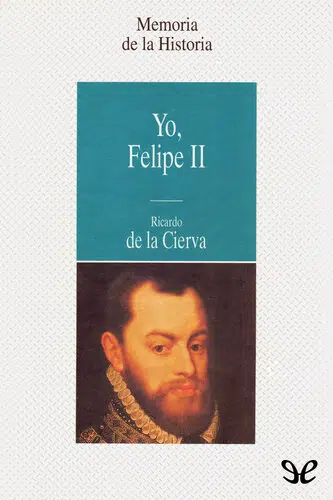 Memoria
de la Historia
Yo,
Felipe II
Ricardo
de la Cierva